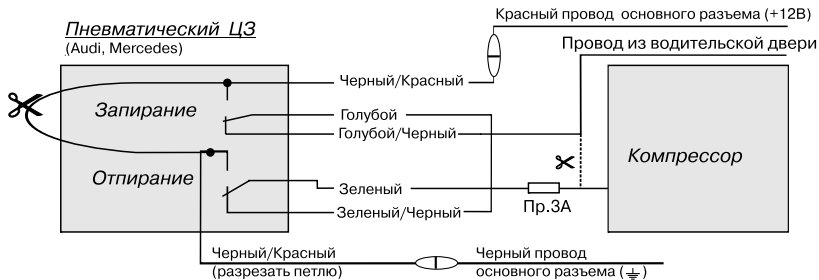 Красный провод основного разъема (+12В)
Пневматический ЦЗ
(Audi, Mercedes)
Провод из водительской двери
Черный/Красный
Запирание
Голубой
Голубой/Черный
Компрессор
Отпирание
Зеленый
Пр.3А
Зеленый/Черный
Черный/Красный
(разрезать петлю)
Черный провод
основного разъема (⏚)